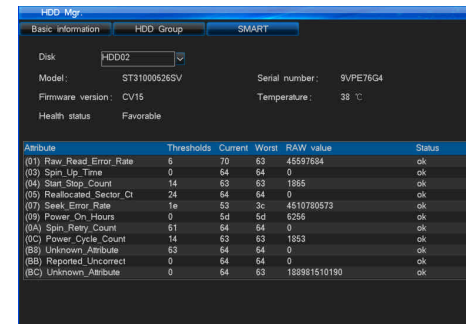 HDD Mgr.
Basic information HDD Group SMART
Disk HDD02
Model: ST31000526SV Serial number: 9VPE76G4
Firmware version: CV15 Temperature: 38 ℃
Health status Favorable
Attribute Thresholds Current Worst RAW value Status
(01) Raw_Read_Error_Rate 6 70 63 45597684 ok
(03) Spin_Up_Time 0 64 64 0 ok
(04) Start_Stop_Count 14 63 63 1865 ok
(05) Reallocated_Sector_Ct 24 64 64 0 ok
(07) Seek_Error_Rate 1e 53 3c 4510780573 ok
(09) Power_On_Hours 0 5d 5d 6256 ok
(0A) Spin_Retry_Count 61 64 64 0 ok
(0C) Power_Cycle_Count 14 63 63 1853 ok
(B8) Unknown_Attribute 63 64 64 0 ok
(BB) Reported_Uncorrect 0 64 64 0 ok
(BC) Unknown_Attribute 0 64 63 188981510190 ok